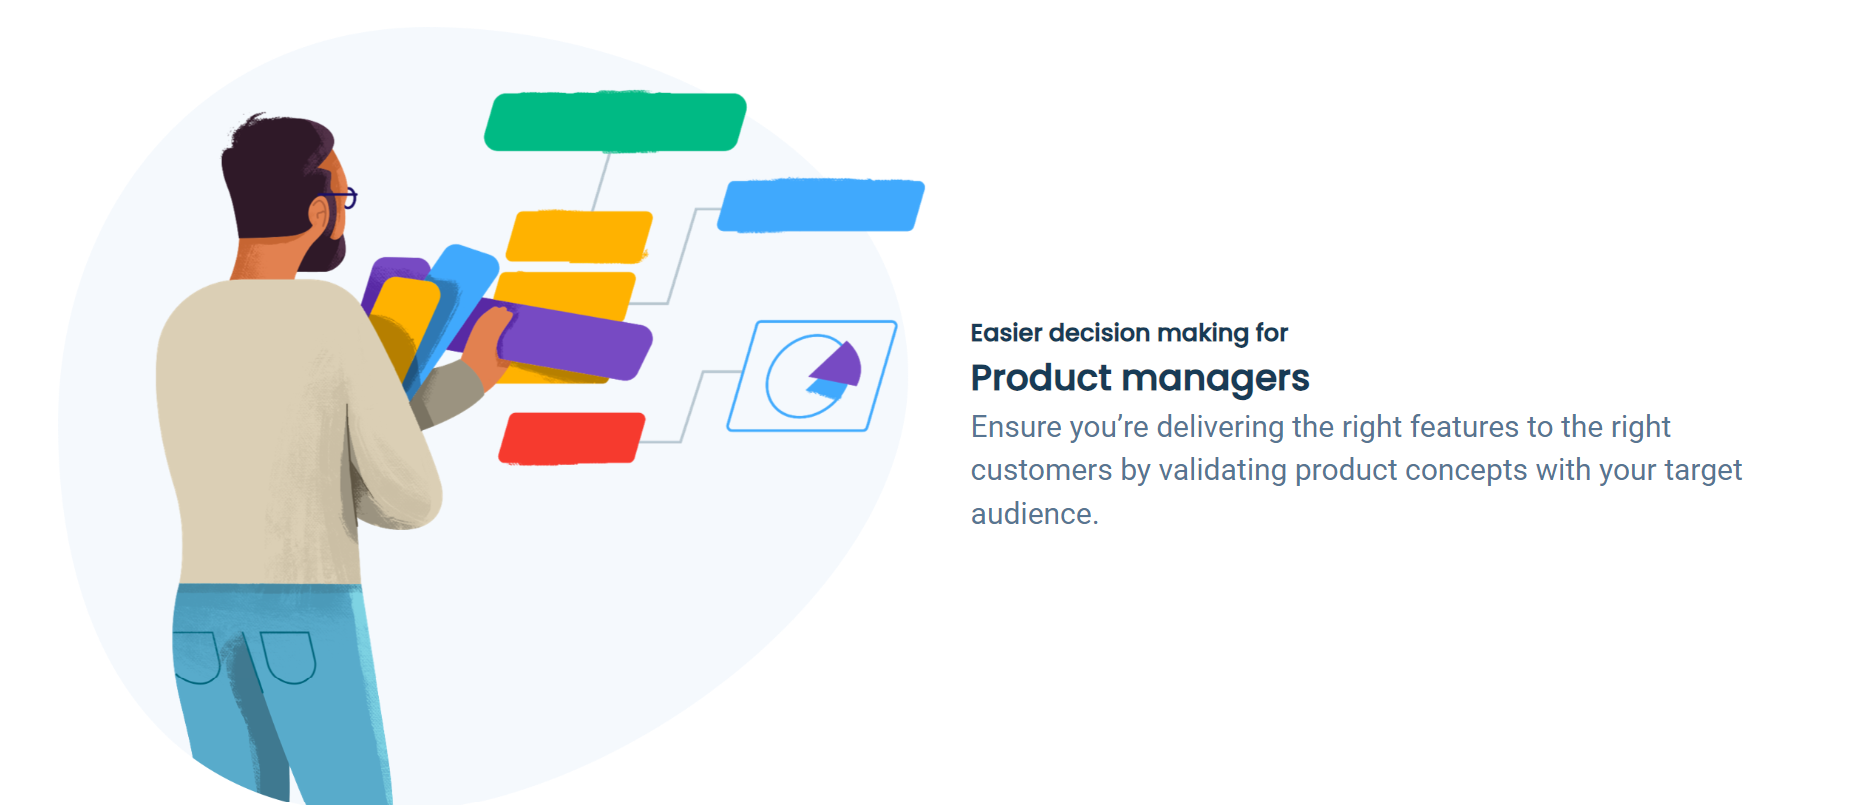 Easier decision making for
Product managers
Ensure you’re delivering the right features to the right
customers by validating product concepts with your target
audience.